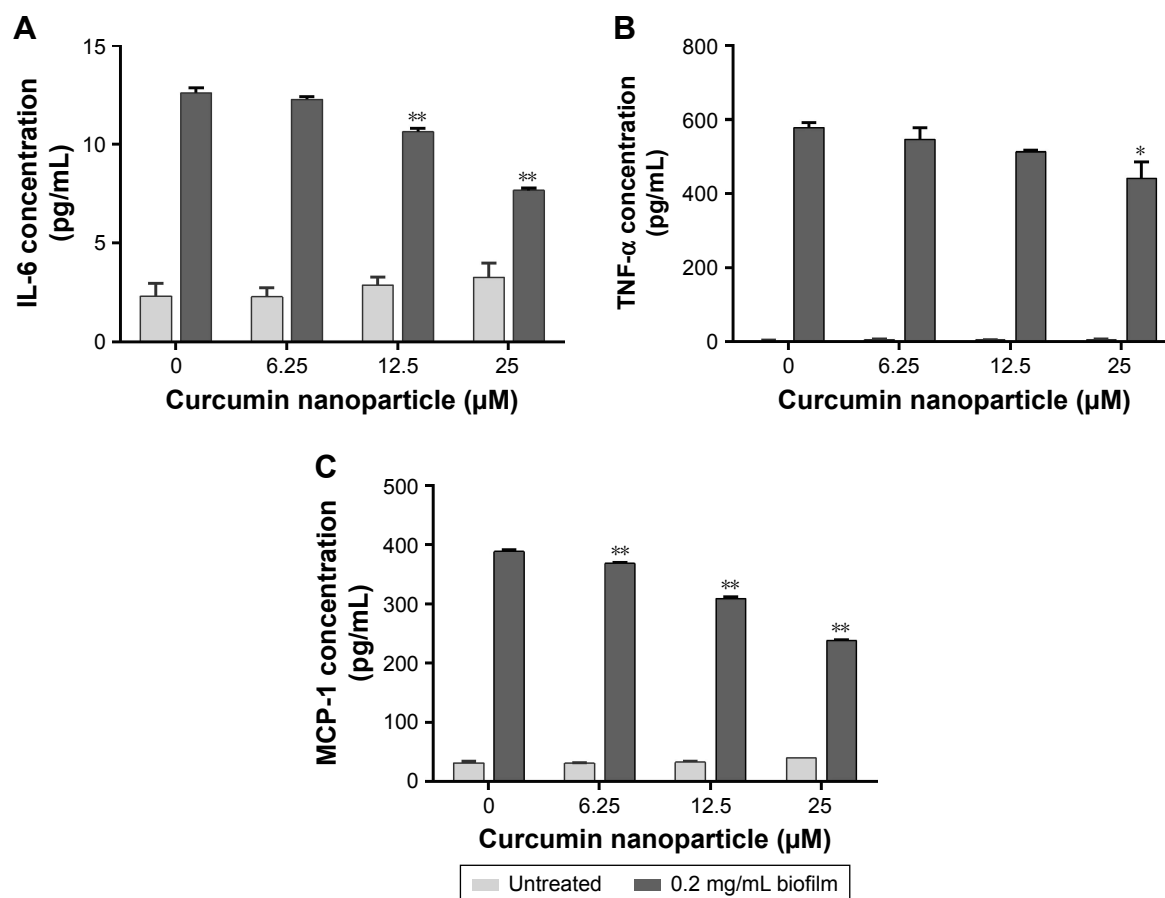 A
IL-6 concentration
(pg/mL)
15
10
5
0
**
**
0 6.25 12.5 25
Curcumin nanoparticle (µM)
B
TNF-α concentration
(pg/mL)
800
600
400
200
0
*
0 6.25 12.5 25
Curcumin nanoparticle (µM)
C
MCP-1 concentration
(pg/mL)
500
400
300
200
100
0
**
**
**
0 6.25 12.5 25
Curcumin nanoparticle (µM)
Untreated 0.2 mg/mL biofilm